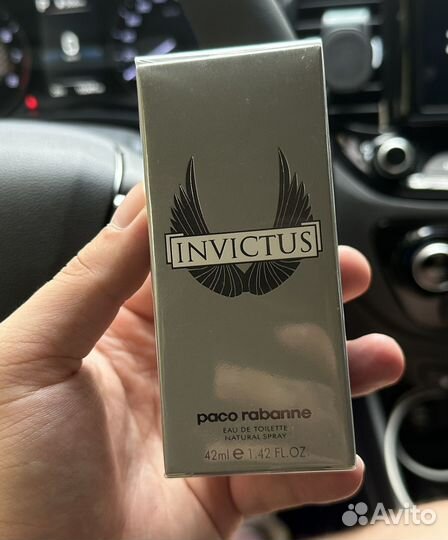 INVICTUS
paco rabanne
EAU DE TOILETTE
NATURAL SPRAY
42ml e 1.42 FL.OZ
Avito